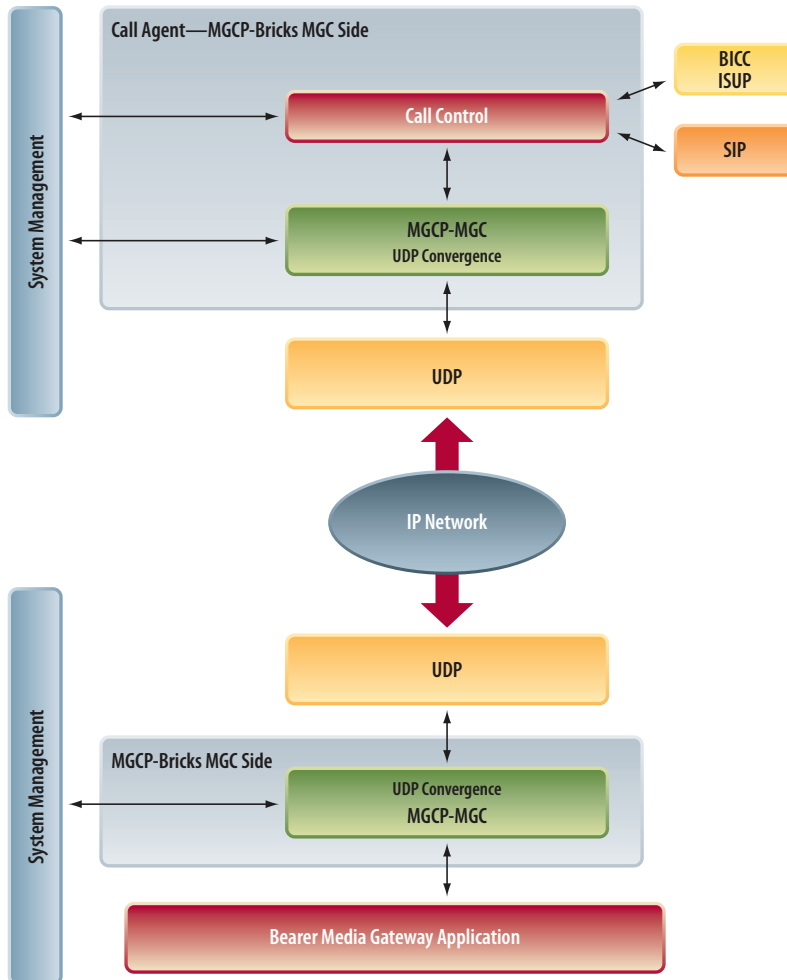 Call Agent—MGCP-Bricks MGC Side
System Management
BICC
ISUP
Call Control
SIP
MGCP-MGC
UDP Convergence
UDP
IP Network
UDP
System Management
MGCP-Bricks MGC Side
UDP Convergence
MGCP-MGC
Bearer Media Gateway Application